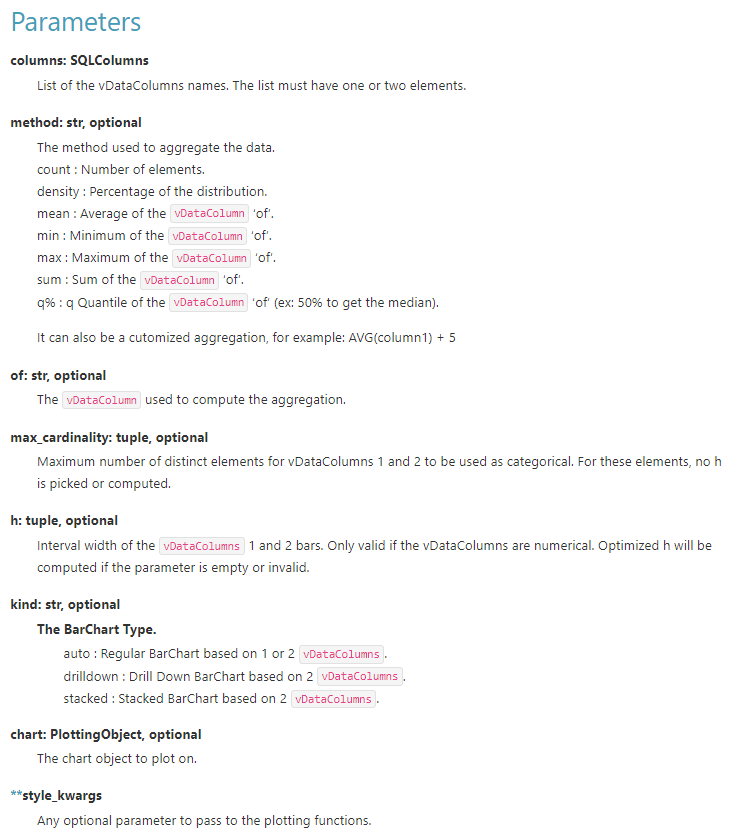 Parameters
columns: SQLColumns
List of the vDataColumns names. The list must have one or two elements.
method: str, optional
The method used to aggregate the data.
count : Number of elements.
density : Percentage of the distribution.
mean : Average of the vDataColumn ‘of’.
min : Minimum of the vDataColumn ‘of’.
max : Maximum of the vDataColumn ‘of’.
sum : Sum of the vDataColumn ‘of’.
q% : q Quantile of the vDataColumn ‘of’ (ex: 50% to get the median).
It can also be a cutomized aggregation, for example: AVG(column1) + 5
of: str, optional
The vDataColumn used to compute the aggregation.
max_cardinality: tuple, optional
Maximum number of distinct elements for vDataColumns 1 and 2 to be used as categorical. For these elements, no h
is picked or computed.
h: tuple, optional
Interval width of the vDataColumns 1 and 2 bars. Only valid if the vDataColumns are numerical. Optimized h will be
computed if the parameter is empty or invalid.
kind: str, optional
The BarChart Type.
auto : Regular BarChart based on 1 or 2 vDataColumns.
drilldown : Drill Down BarChart based on 2 vDataColumns.
stacked : Stacked BarChart based on 2 vDataColumns.
chart: PlottingObject, optional
The chart object to plot on.
**style_kwargs
Any optional parameter to pass to the plotting functions.